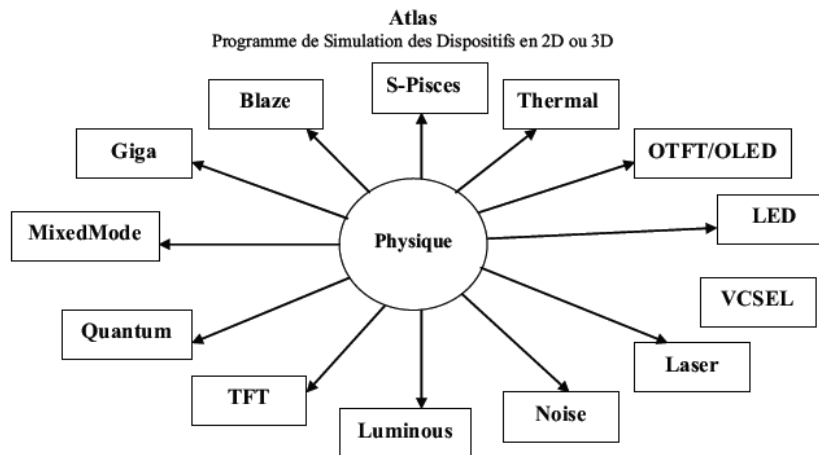 Atlas
Programme de Simulation des Dispositifs en 2D ou 3D
S-Pisces
Blaze
Thermal
Giga
OTFT/OLED
MixedMode
Physique
LED
VCSEL
Quantum
Laser
TFT
Noise
Luminous